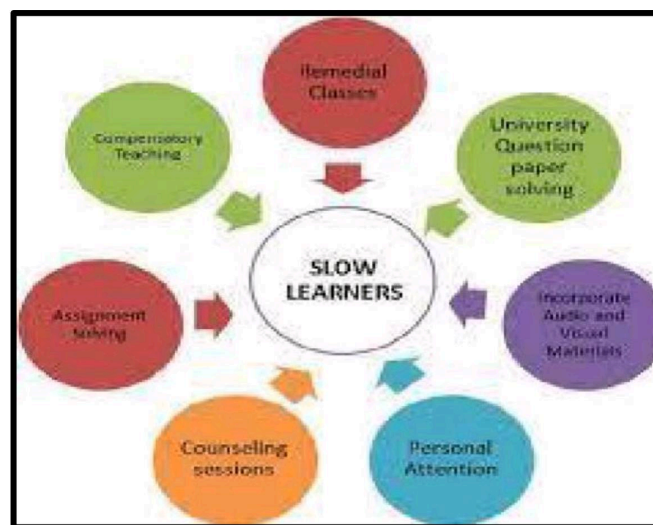 Remedial
Classes
University
Question
paper
solving
Incorporate
Audio and
Visual
Materials
Personal
Attention
Counseling
sessions
Assignment
Solving
Compensatory
Teaching
SLOW
LEARNERS